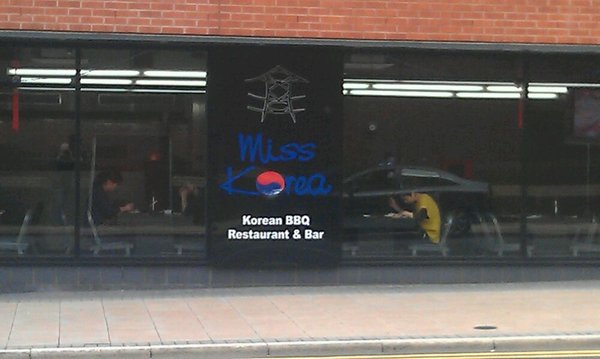 Miss
Korea
Korean BBQ
Restaurant & Bar